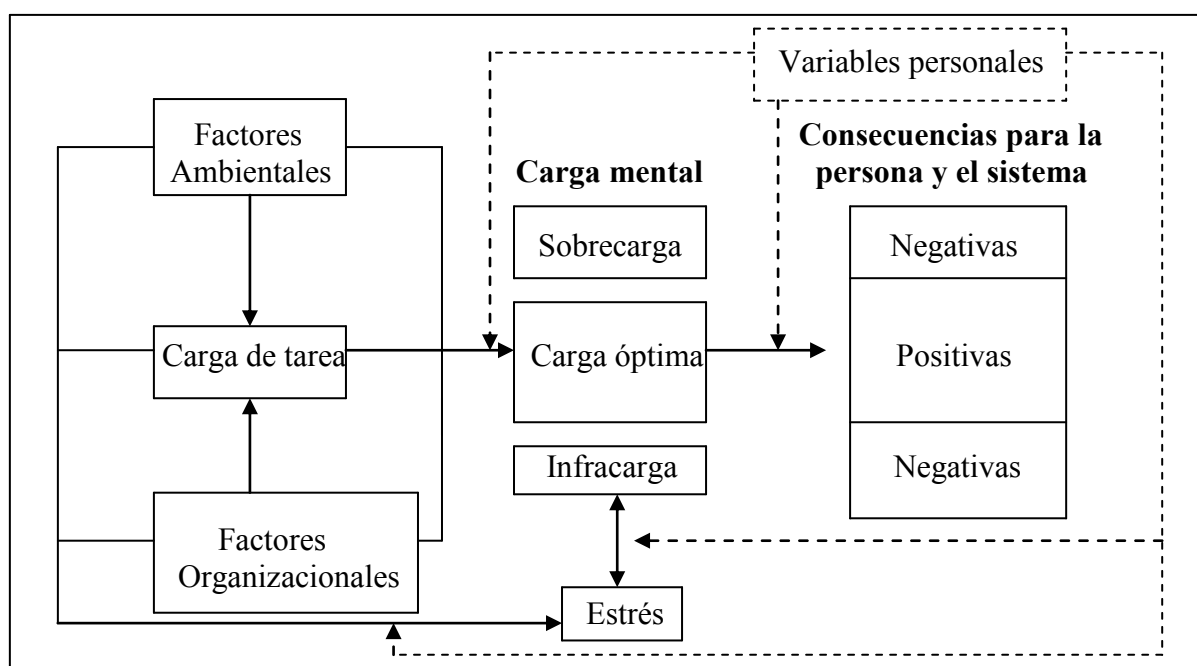 Variables personales
Factores
Ambientales
Carga mental
Consecuencias para la
persona y el sistema
Sobrecarga
Negativas
Carga de tarea
Carga óptima
Positivas
Infracarga
Negativas
Factores
Organizacionales
Estrés